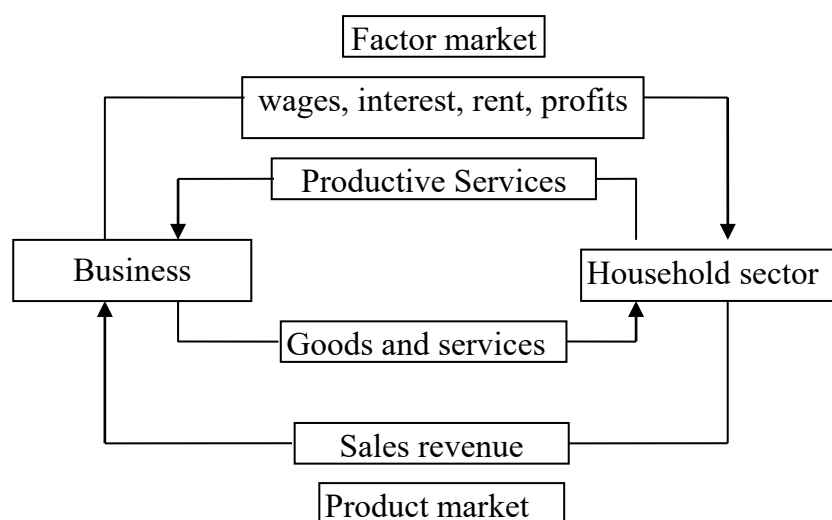 Factor market
wages, interest, rent, profits
Productive Services
Business
Household sector
Goods and services
Sales revenue
Product market